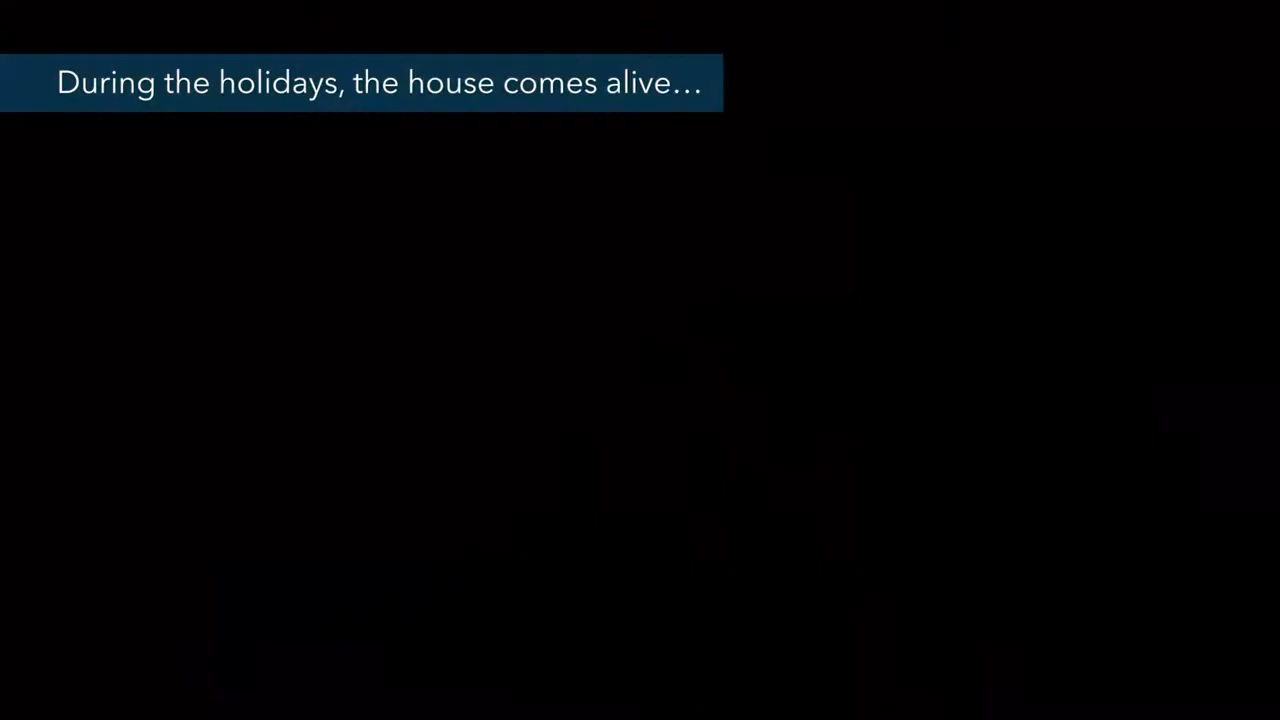 During the holidays, the house comes alive…